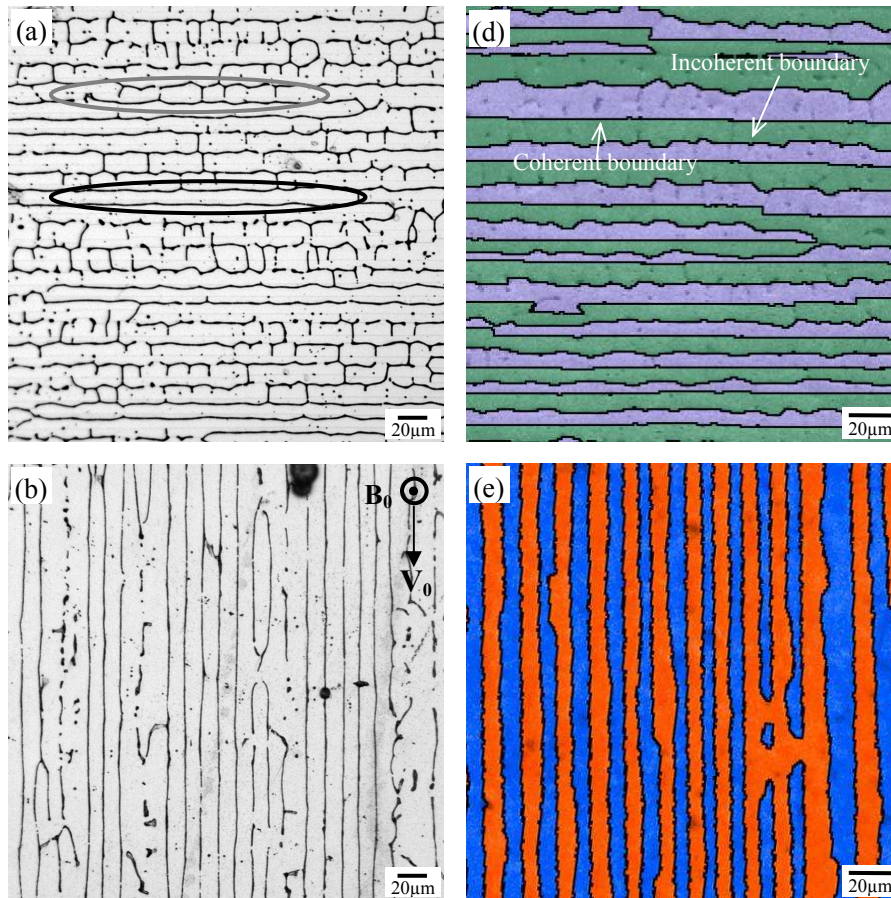 (a)
20μm
(d)
Incoherent boundary
Coherent boundary
20μm
(b)
B₀
V₀
20μm
(e)
20μm